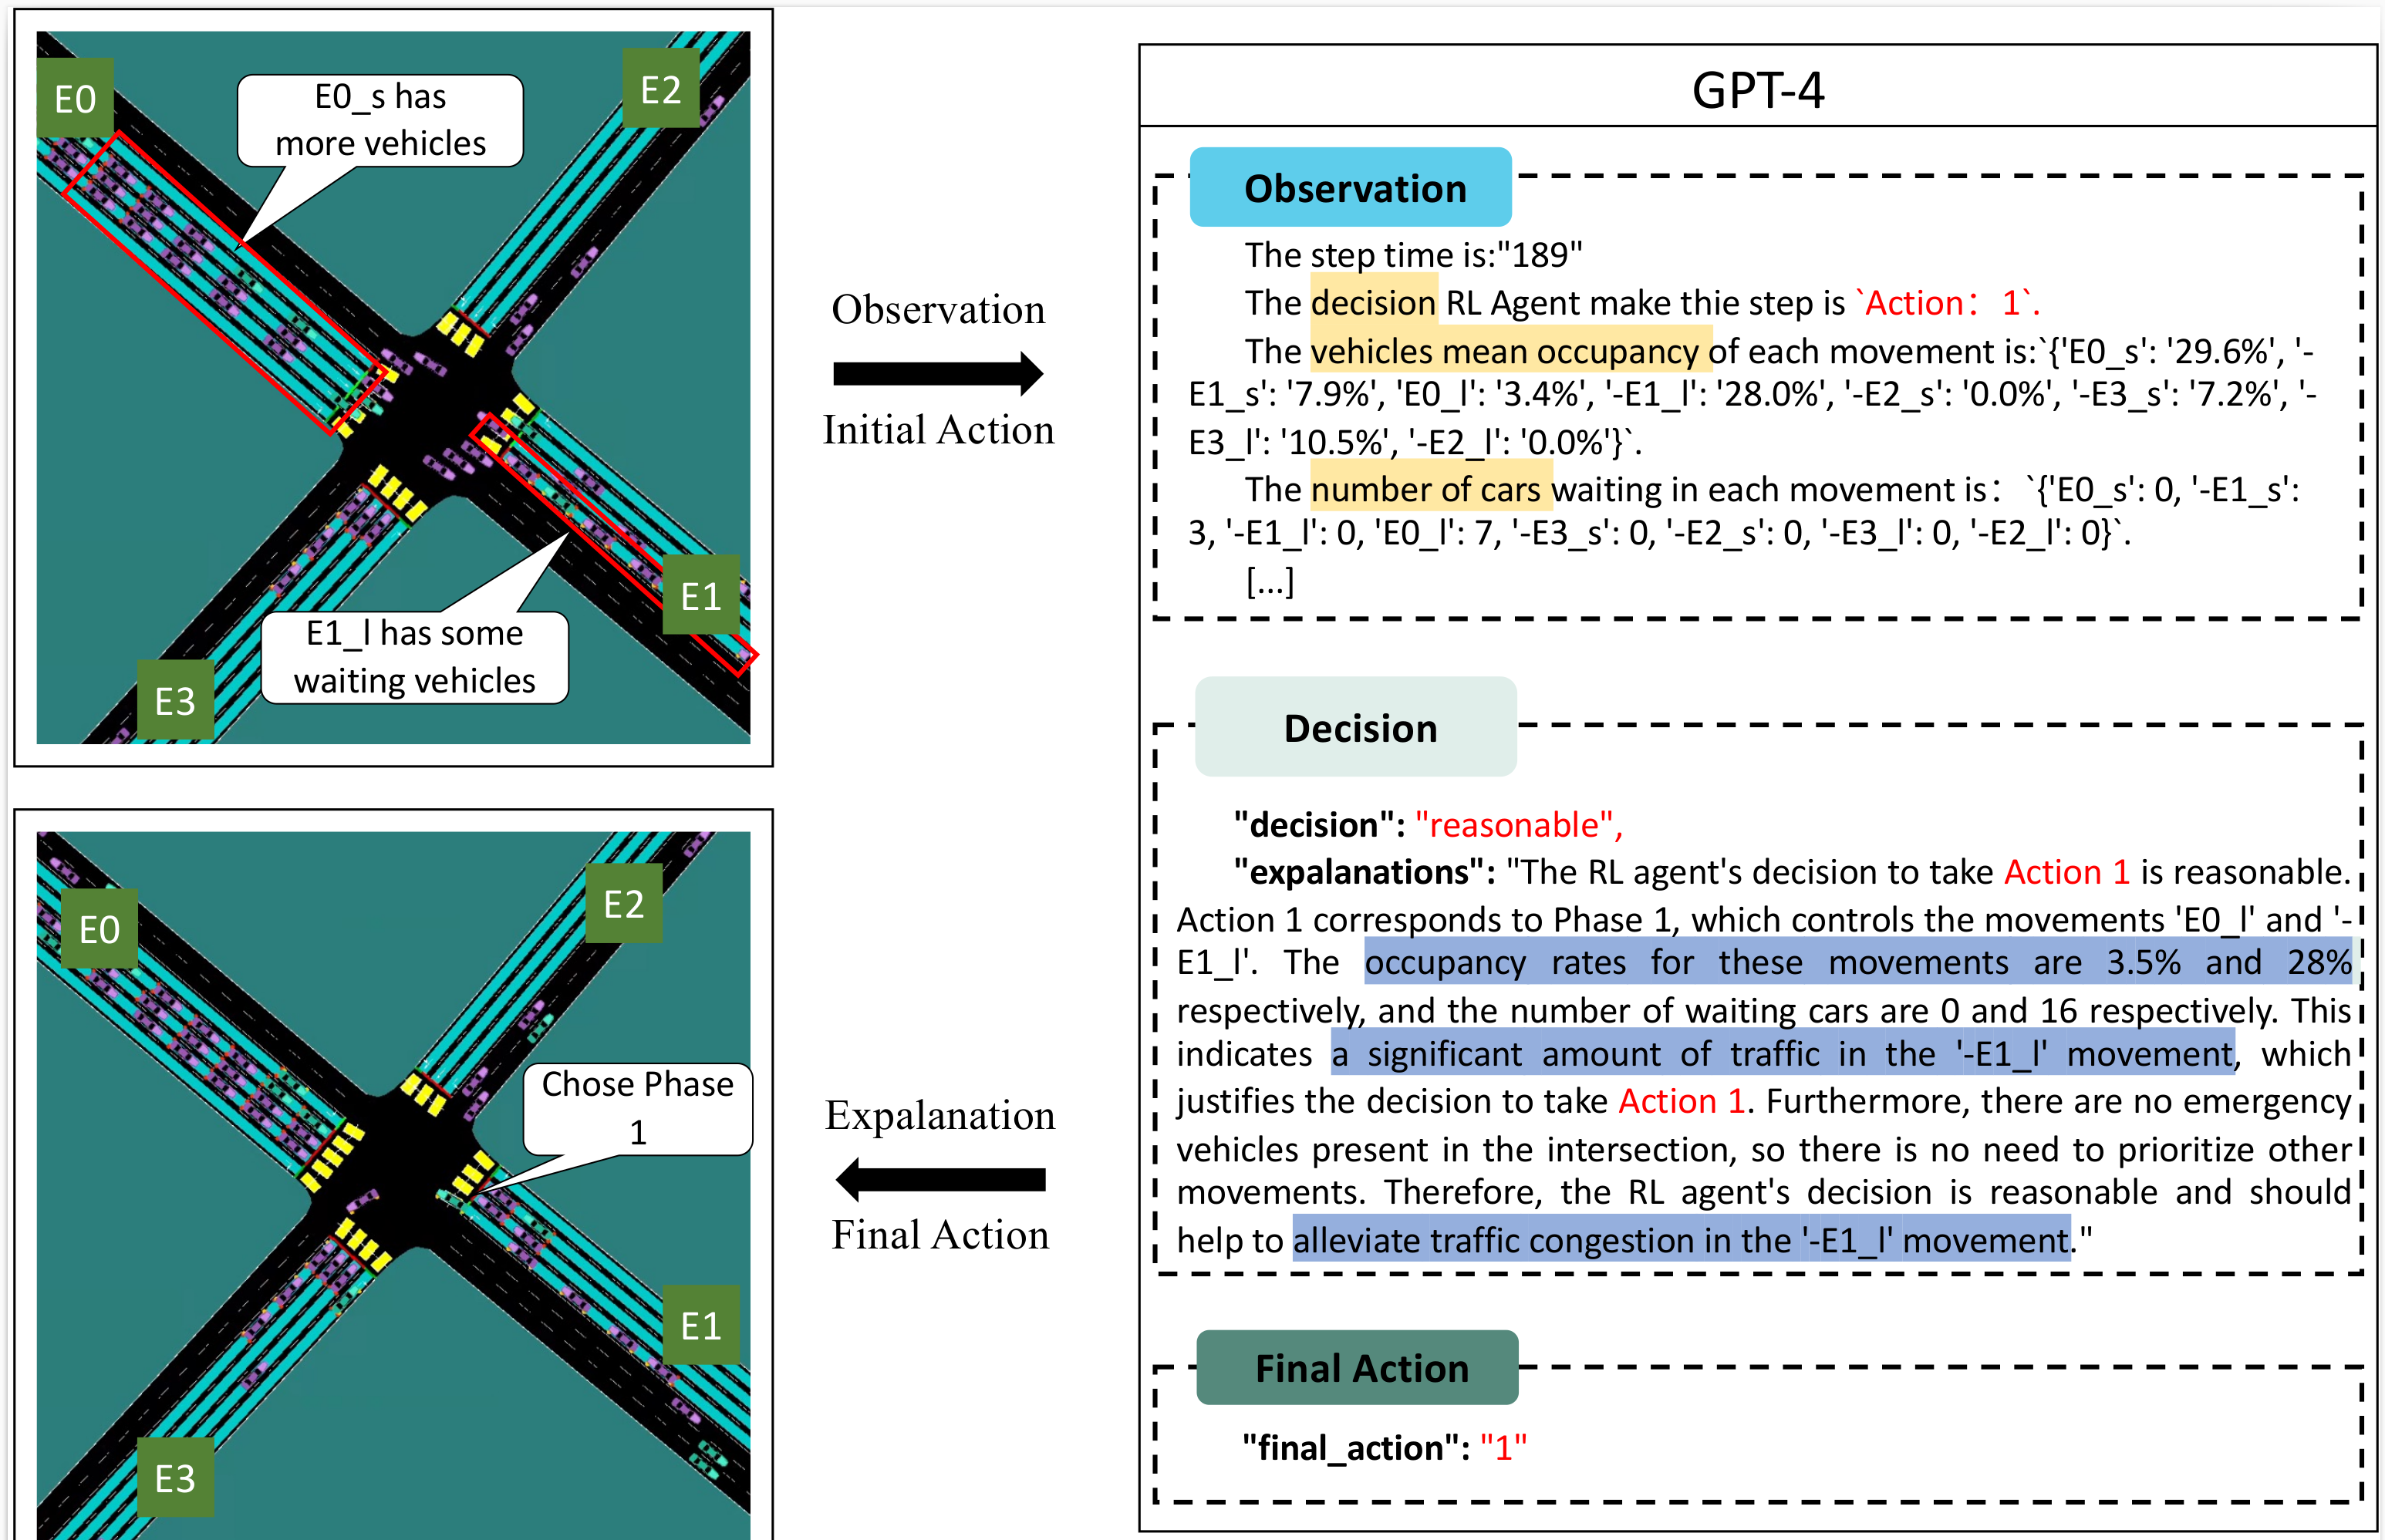 E0
E0_s has
more vehicles
E2
E1_l has some
waiting vehicles
E1
E3
Observation
Initial Action
GPT-4
Observation
The step time is:"189"
The decision RL Agent make thie step is `Action： 1`.
The vehicles mean occupancy of each movement is:`{'E0_s': '29.6%', '-
E1_s': '7.9%', 'E0_l': '3.4%', '-E1_l': '28.0%', '-E2_s': '0.0%', '-E3_s': '7.2%', '-
E3_l': '10.5%', '-E2_l': '0.0%'}`.
The number of cars waiting in each movement is： `{'E0_s': 0, '-E1_s':
3, '-E1_l': 0, 'E0_l': 7, '-E3_s': 0, '-E2_s': 0, '-E3_l': 0, '-E2_l': 0}`.
[...]
Decision
"decision": "reasonable",
"expalanations": "The RL agent's decision to take Action 1 is reasonable.
Action 1 corresponds to Phase 1, which controls the movements 'E0_l' and '-
E1_l'. The occupancy rates for these movements are 3.5% and 28%
respectively, and the number of waiting cars are 0 and 16 respectively. This
indicates a significant amount of traffic in the '-E1_l' movement, which
justifies the decision to take Action 1. Furthermore, there are no emergency
vehicles present in the intersection, so there is no need to prioritize other
movements. Therefore, the RL agent's decision is reasonable and should
help to alleviate traffic congestion in the '-E1_l' movement."
Final Action
"final_action": "1"
Expalanation
Final Action
E0
E2
Chose Phase
1
E1
E3